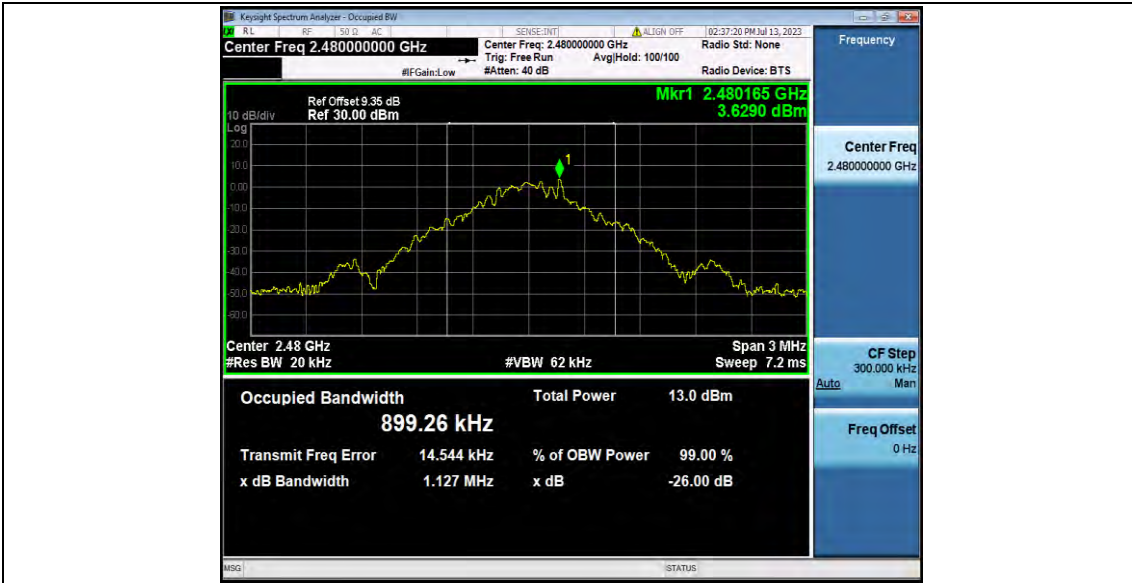 Keysight Spectrum Analyzer - Occupied BW
RL RF 50 Ω AC SENSE:INT ALIGN OFF 02:37:20 PM Jul 13, 2023
Center Freq 2.480000000 GHz
Center Freq: 2.480000000 GHz Radio Std: None
Trig: Free Run Avg|Hold: 100/100
#IFGain:Low #Atten: 40 dB Radio Device: BTS
Frequency
Mkr1 2.480165 GHz
3.6290 dBm
Ref Offset 9.35 dB
10 dB/div Ref 30.00 dBm
Log
20.0
10.0
0.00
-10.0
-20.0
-30.0
-40.0
-50.0
-60.0
1
Center 2.48 GHz Span 3 MHz
#Res BW 20 kHz #VBW 62 kHz Sweep 7.2 ms
Center Freq
2.480000000 GHz
CF Step
300.000 kHz
Auto Man
Freq Offset
0 Hz
Occupied Bandwidth Total Power 13.0 dBm
899.26 kHz
Transmit Freq Error 14.544 kHz % of OBW Power 99.00 %
x dB Bandwidth 1.127 MHz x dB -26.00 dB
MSG STATUS